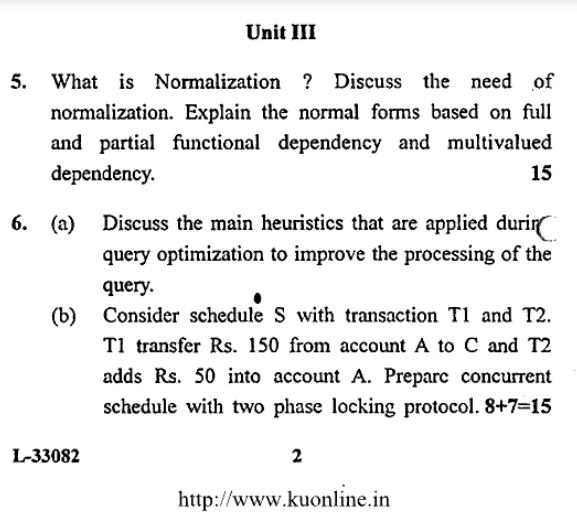 Unit III
5. What is Normalization ? Discuss the need of
normalization. Explain the normal forms based on full
and partial functional dependency and multivalued
dependency. 15
6. (a) Discuss the main heuristics that are applied during
query optimization to improve the processing of the
query.
(b) Consider schedule S with transaction T1 and T2.
T1 transfer Rs. 150 from account A to C and T2
adds Rs. 50 into account A. Prepare concurrent
schedule with two phase locking protocol. 8+7=15
L-33082 2
http://www.kuonline.in